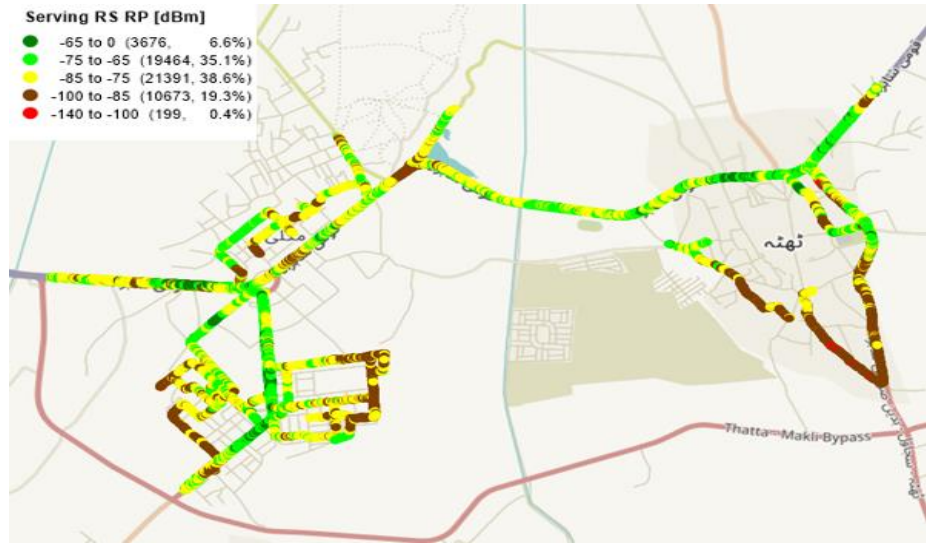 Serving RS RP [dBm]
-65 to 0 (3676, 6.6%)
-75 to -65 (19464, 35.1%)
-85 to -75 (21391, 38.6%)
-100 to -85 (10673, 19.3%)
-140 to -100 (199, 0.4%)
قومی
ٹھٹہ
Thatta - Makli Bypass